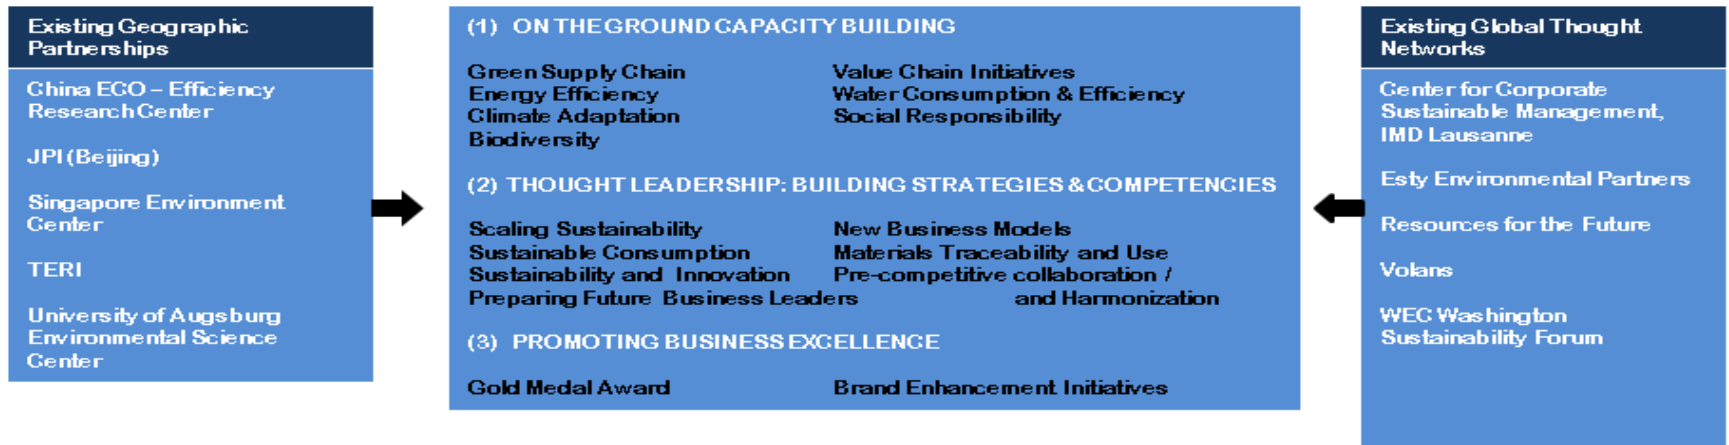 Existing Geographic
Partnerships
China ECO – Efficiency
Research Center
JPI (Beijing)
Singapore Environment
Center
TERI
University of Augsburg
Environmental Science
Center
(1) ON THE GROUND CAPACITY BUILDING
Green Supply Chain Value Chain Initiatives
Energy Efficiency Water Consumption & Efficiency
Climate Adaptation Social Responsibility
Biodiversity
(2) THOUGHT LEADERSHIP: BUILDING STRATEGIES & COMPETENCIES
Scaling Sustainability New Business Models
Sustainable Consumption Materials Traceability and Use
Sustainability and Innovation Pre-competitive collaboration /
Preparing Future Business Leaders and Harmonization
(3) PROMOTING BUSINESS EXCELLENCE
Gold Medal Award Brand Enhancement Initiatives
Existing Global Thought
Networks
Center for Corporate
Sustainable Management,
IMD Lausanne
Esty Environmental Partners
Resources for the Future
Volans
WEC Washington
Sustainability Forum